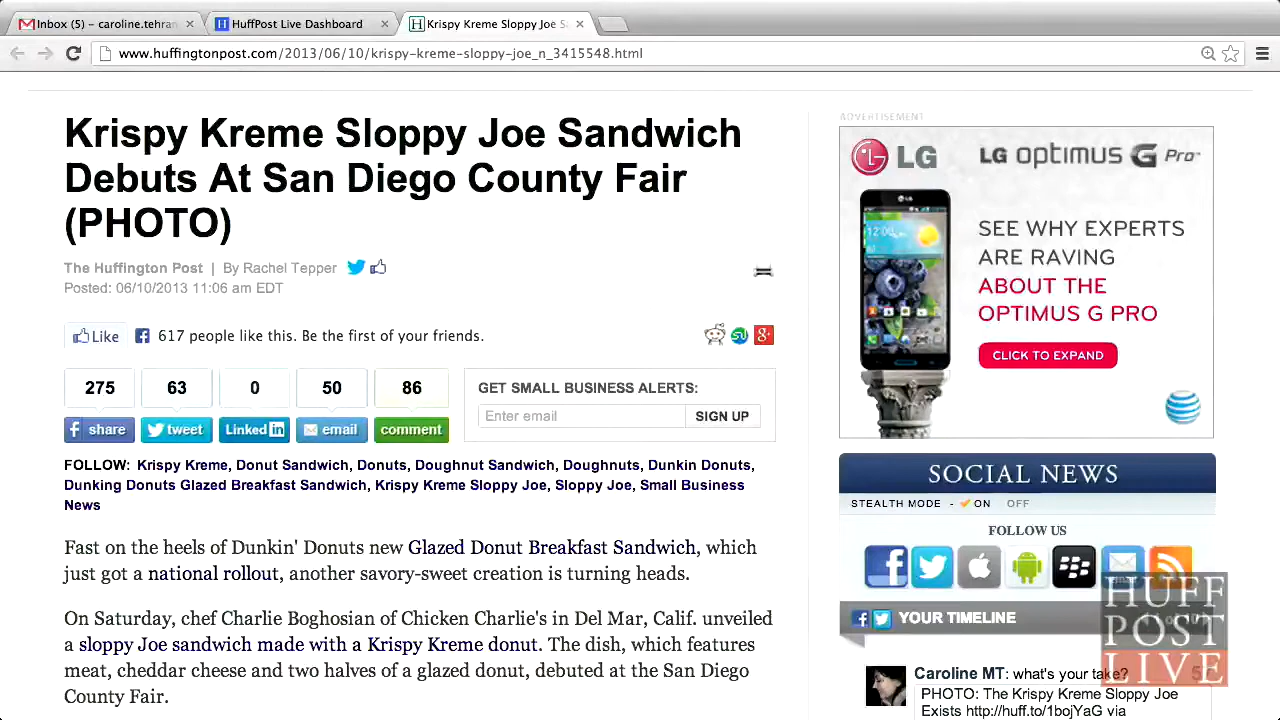 Inbox (5) – caroline.tehran
HuffPost Live Dashboard
Krispy Kreme Sloppy Joe S
www.huffingtonpost.com/2013/06/10/krispy-kreme-sloppy-joe_n_3415548.html
Krispy Kreme Sloppy Joe Sandwich
Debuts At San Diego County Fair
(PHOTO)
The Huffington Post | By Rachel Tepper
Posted: 06/10/2013 11:06 am EDT
Like
617 people like this. Be the first of your friends.
275
63
0
50
86
share
tweet
Linked in
email
comment
GET SMALL BUSINESS ALERTS:
Enter email
SIGN UP
FOLLOW: Krispy Kreme, Donut Sandwich, Donuts, Doughnut Sandwich, Doughnuts, Dunkin Donuts,
Dunking Donuts Glazed Breakfast Sandwich, Krispy Kreme Sloppy Joe, Sloppy Joe, Small Business
News
Fast on the heels of Dunkin' Donuts new Glazed Donut Breakfast Sandwich, which
just got a national rollout, another savory-sweet creation is turning heads.
On Saturday, chef Charlie Boghosian of Chicken Charlie's in Del Mar, Calif. unveiled
a sloppy Joe sandwich made with a Krispy Kreme donut. The dish, which features
meat, cheddar cheese and two halves of a glazed donut, debuted at the San Diego
County Fair.
ADVERTISEMENT
LG
LG optimus G Pro
LG
12:00
SEE WHY EXPERTS
ARE RAVING
ABOUT THE
OPTIMUS G PRO
CLICK TO EXPAND
SOCIAL NEWS
STEALTH MODE - ON OFF
FOLLOW US
YOUR TIMELINE
Caroline MT: what's your take?
PHOTO: The Krispy Kreme Sloppy Joe
Exists http://huff.to/1bojYaG via
HUFF
POST
LIVE